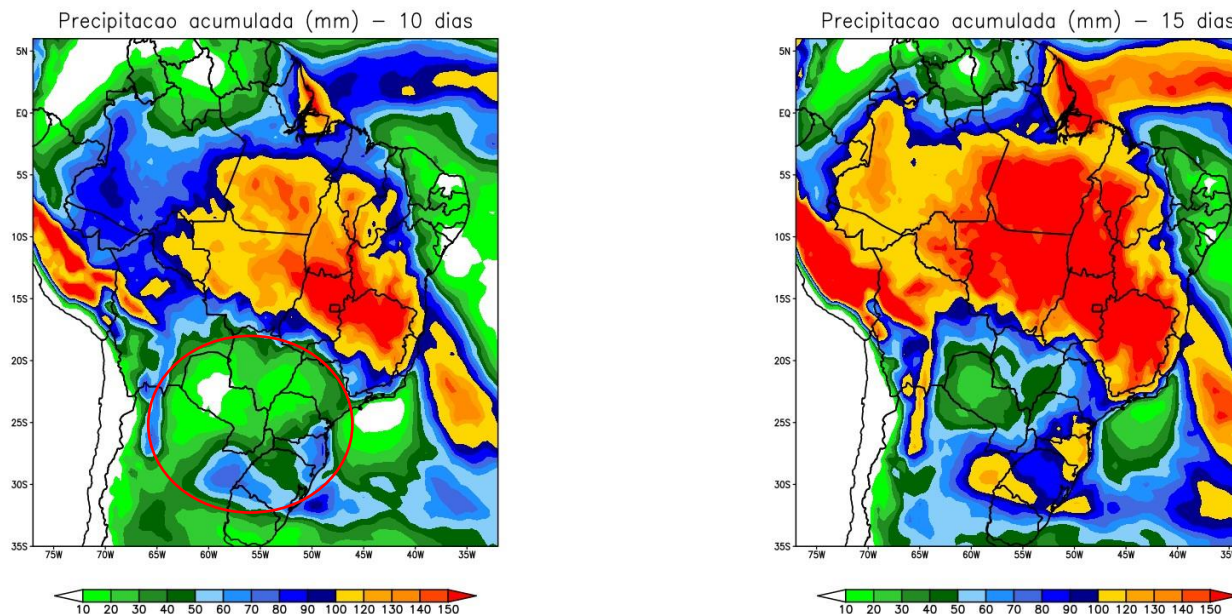 Precipitacao acumulada (mm) – 10 dias
5N
EQ
5S
10S
15S
20S
25S
30S
35S
75W 70W 65W 60W 55W 50W 45W 40W 35W
10 20 30 40 50 60 70 80 90 100 120 130 140 150
Precipitacao acumulada (mm) – 15 dias
5N
EQ
5S
10S
15S
20S
25S
30S
35S
75W 70W 65W 60W 55W 50W 45W 40W 35W
10 20 30 40 50 60 70 80 90 100 110 120 140 150